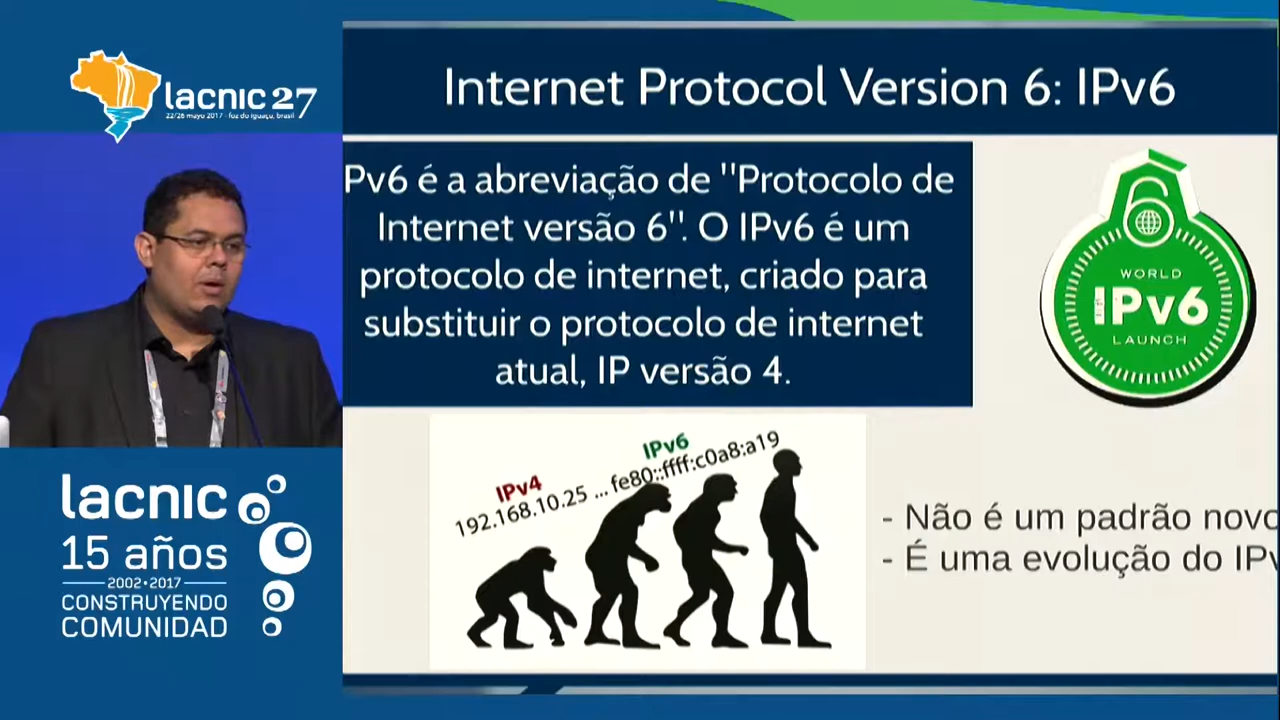 lacnic 27
22/26 mayo 2017 - foz do iguaçu, brasil
Internet Protocol Version 6: IPv6
Pv6 é a abreviação de "Protocolo de
Internet versão 6". O IPv6 é um
protocolo de internet, criado para
substituir o protocolo de internet
atual, IP versão 4.
WORLD
IPv6
LAUNCH
6
IPv4
192.168.10.25 ... fe80::ffff:c0a8:a19
IPv6
- Não é um padrão novo
- É uma evolução do IPv
lacnic
15 años
2002•2017
CONSTRUYENDO
COMUNIDAD